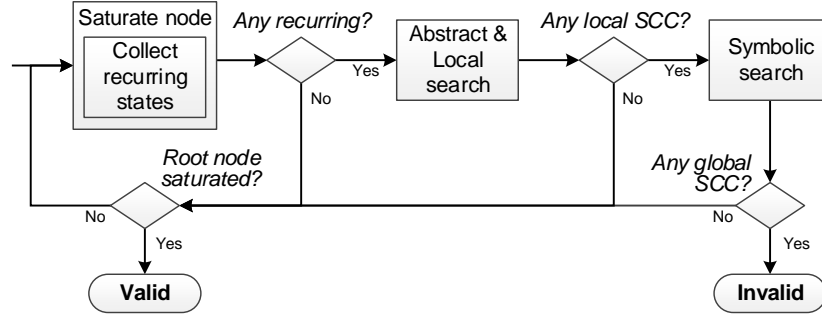 Saturate node
Collect
recurring
states
Any recurring?
Yes
No
Abstract &
Local
search
Any local SCC?
Yes
No
Symbolic
search
Any global
SCC?
No
Yes
Invalid
Root node
saturated?
No
Yes
Valid